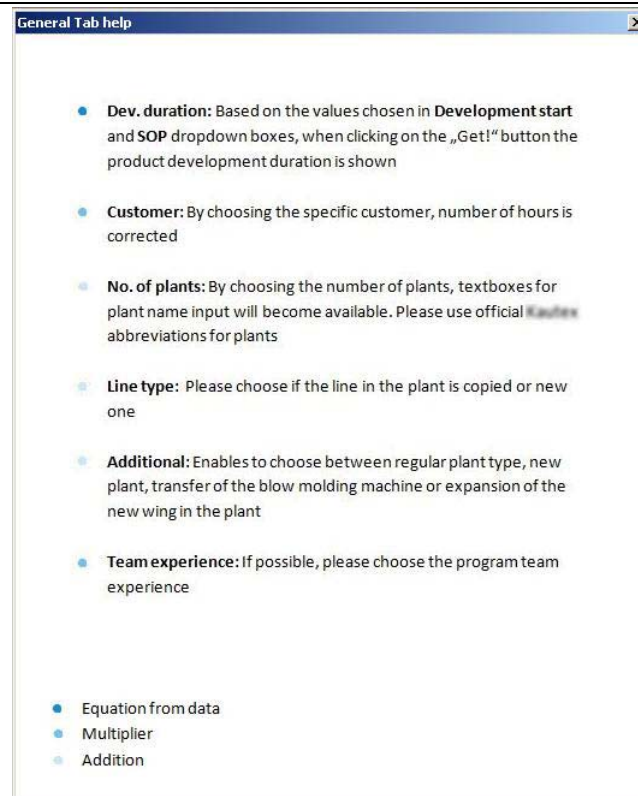 General Tab help
Dev. duration: Based on the values chosen in Development start
and SOP dropdown boxes, when clicking on the „Get!“ button the
product development duration is shown
Customer: By choosing the specific customer, number of hours is
corrected
No. of plants: By choosing the number of plants, textboxes for
plant name input will become available. Please use official
abbreviations for plants
Line type: Please choose if the line in the plant is copied or new
one
Additional: Enables to choose between regular plant type, new
plant, transfer of the blow molding machine or expansion of the
new wing in the plant
Team experience: If possible, please choose the program team
experience
Equation from data
Multiplier
Addition